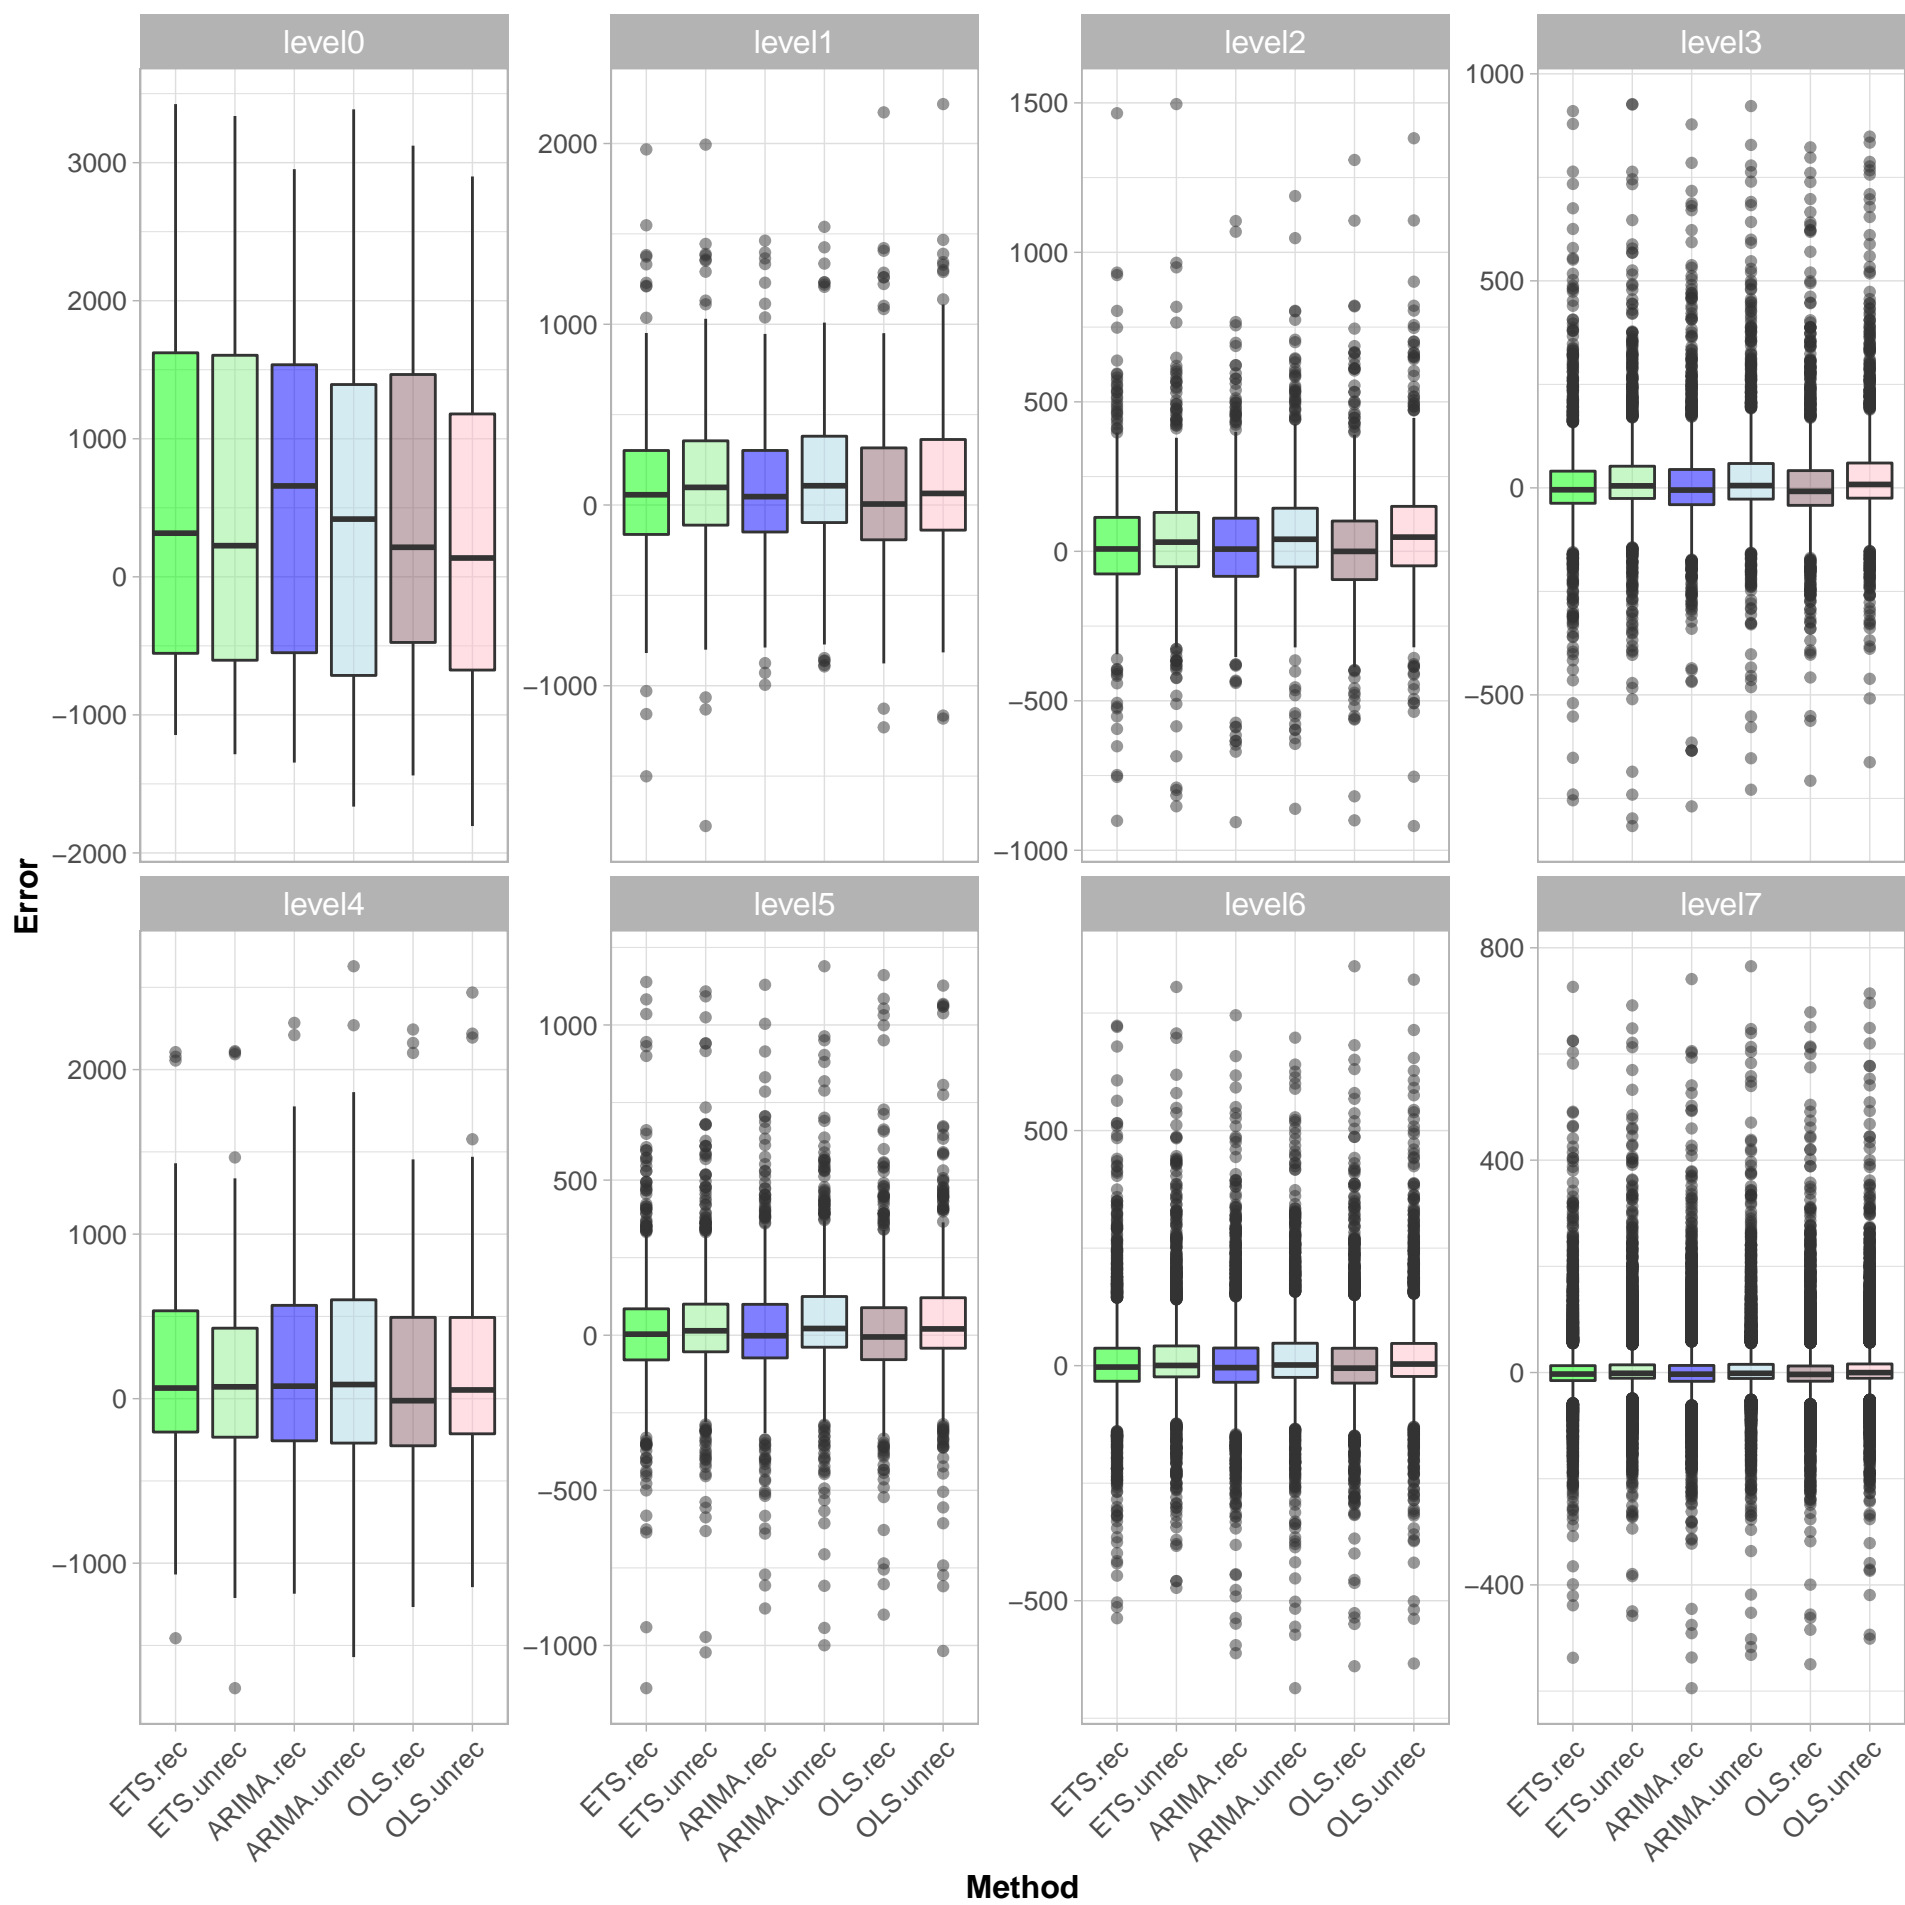 level0
level1
level2
level3
3000
2000
1000
0
−1000
−2000
2000
1000
0
−1000
1500
1000
500
0
−500
−1000
1000
500
0
−500
Error
level4
level5
level6
level7
2000
1000
0
−1000
1000
500
0
−500
−1000
500
0
−500
800
400
0
−400
ETS.rec
ETS.unrec
ARIMA.rec
ARIMA.unrec
OLS.rec
OLS.unrec
ETS.rec
ETS.unrec
ARIMA.rec
ARIMA.unrec
OLS.rec
OLS.unrec
ETS.rec
ETS.unrec
ARIMA.rec
ARIMA.unrec
OLS.rec
OLS.unrec
ETS.rec
ETS.unrec
ARIMA.rec
ARIMA.unrec
OLS.rec
OLS.unrec
Method